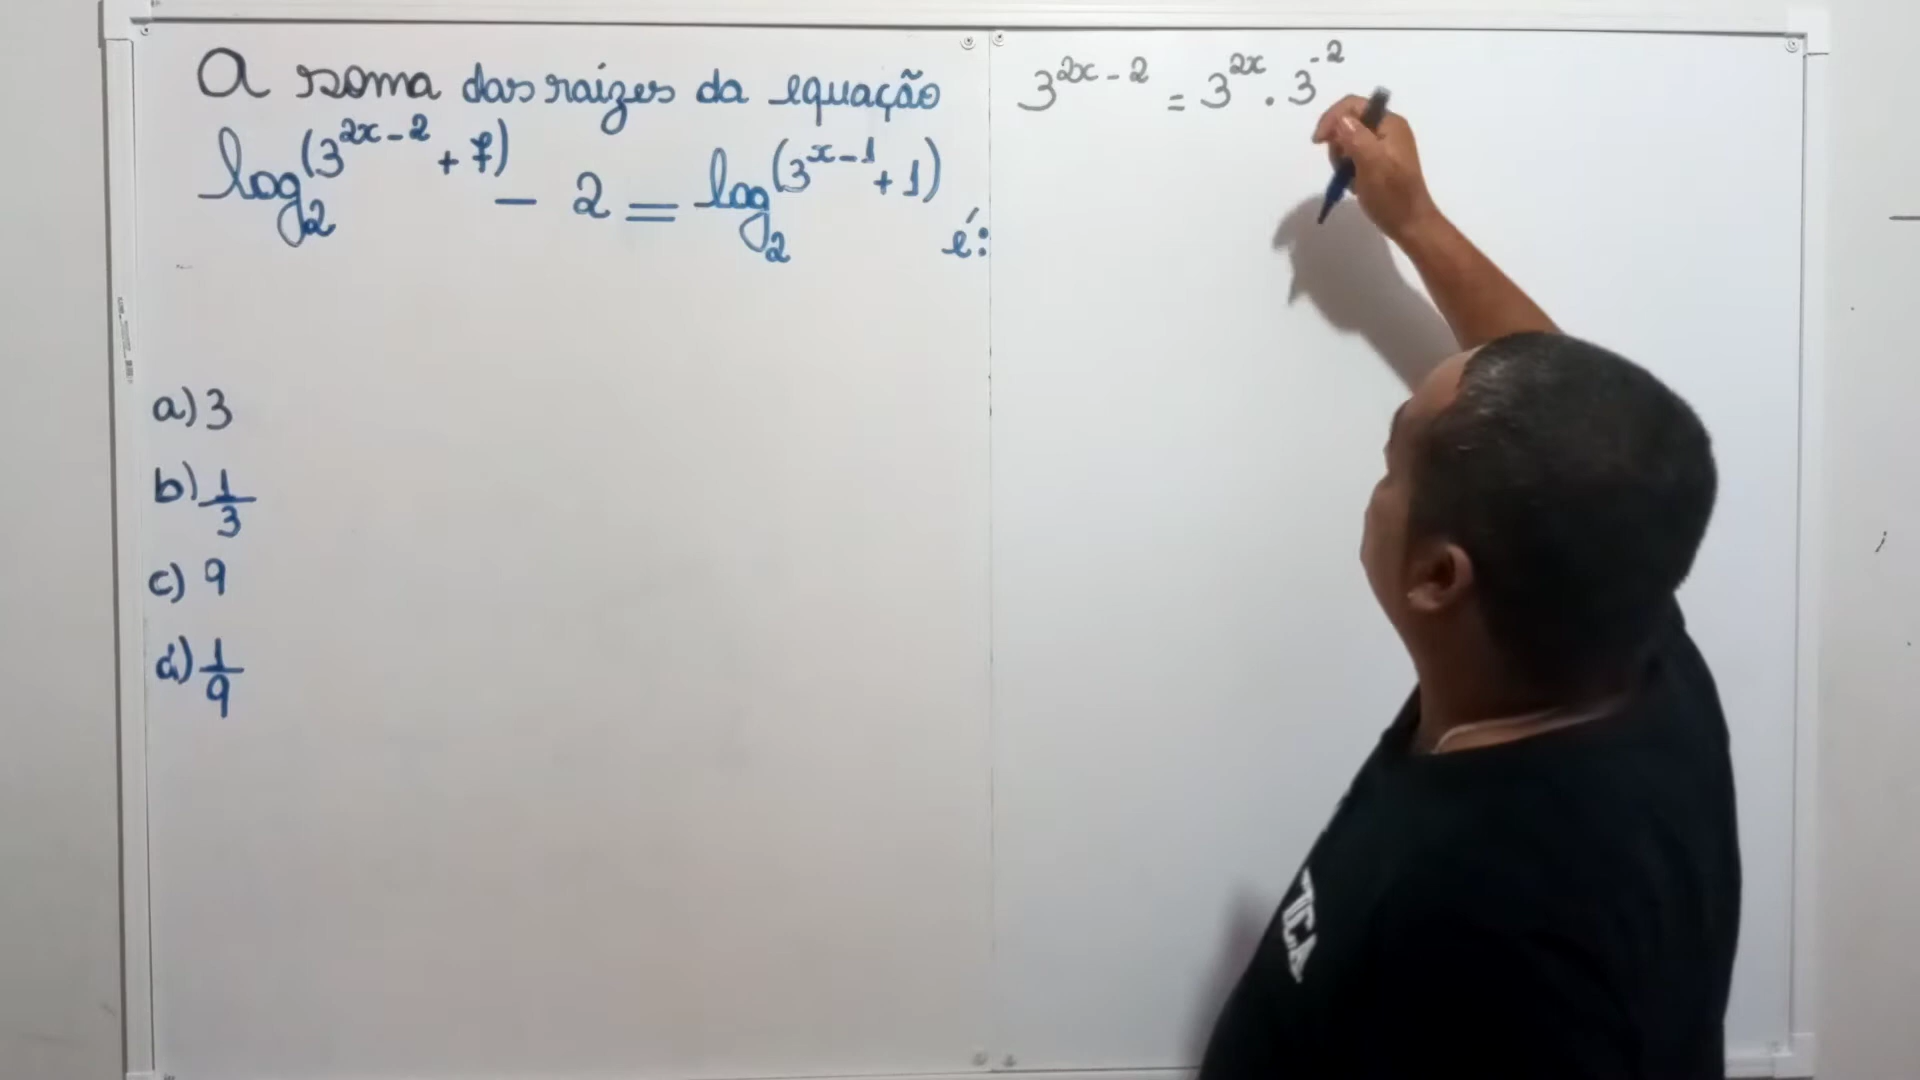 A soma das raízes da equação
log₂(3^{2x-2} + 7) - 2 = log₂(3^{x-1} + 1) é:
a) 3
b) 1/3
c) 9
d) 1/9
3^{2x-2} = 3^{2x} . 3^{-2}